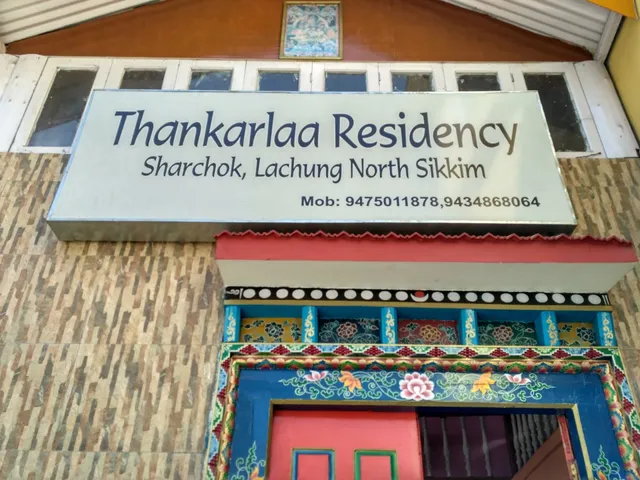 Thankarlaa Residency
Sharchok, Lachung North Sikkim
Mob: 9475011878,9434868064